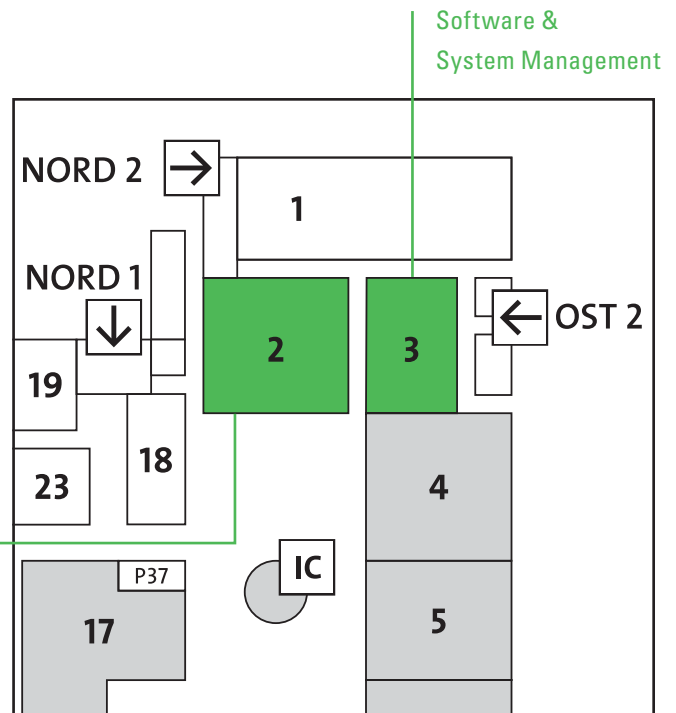 Software &
System Management
NORD 2
1
NORD 1
OST 2
2
3
19
18
23
4
IC
P37
17
5